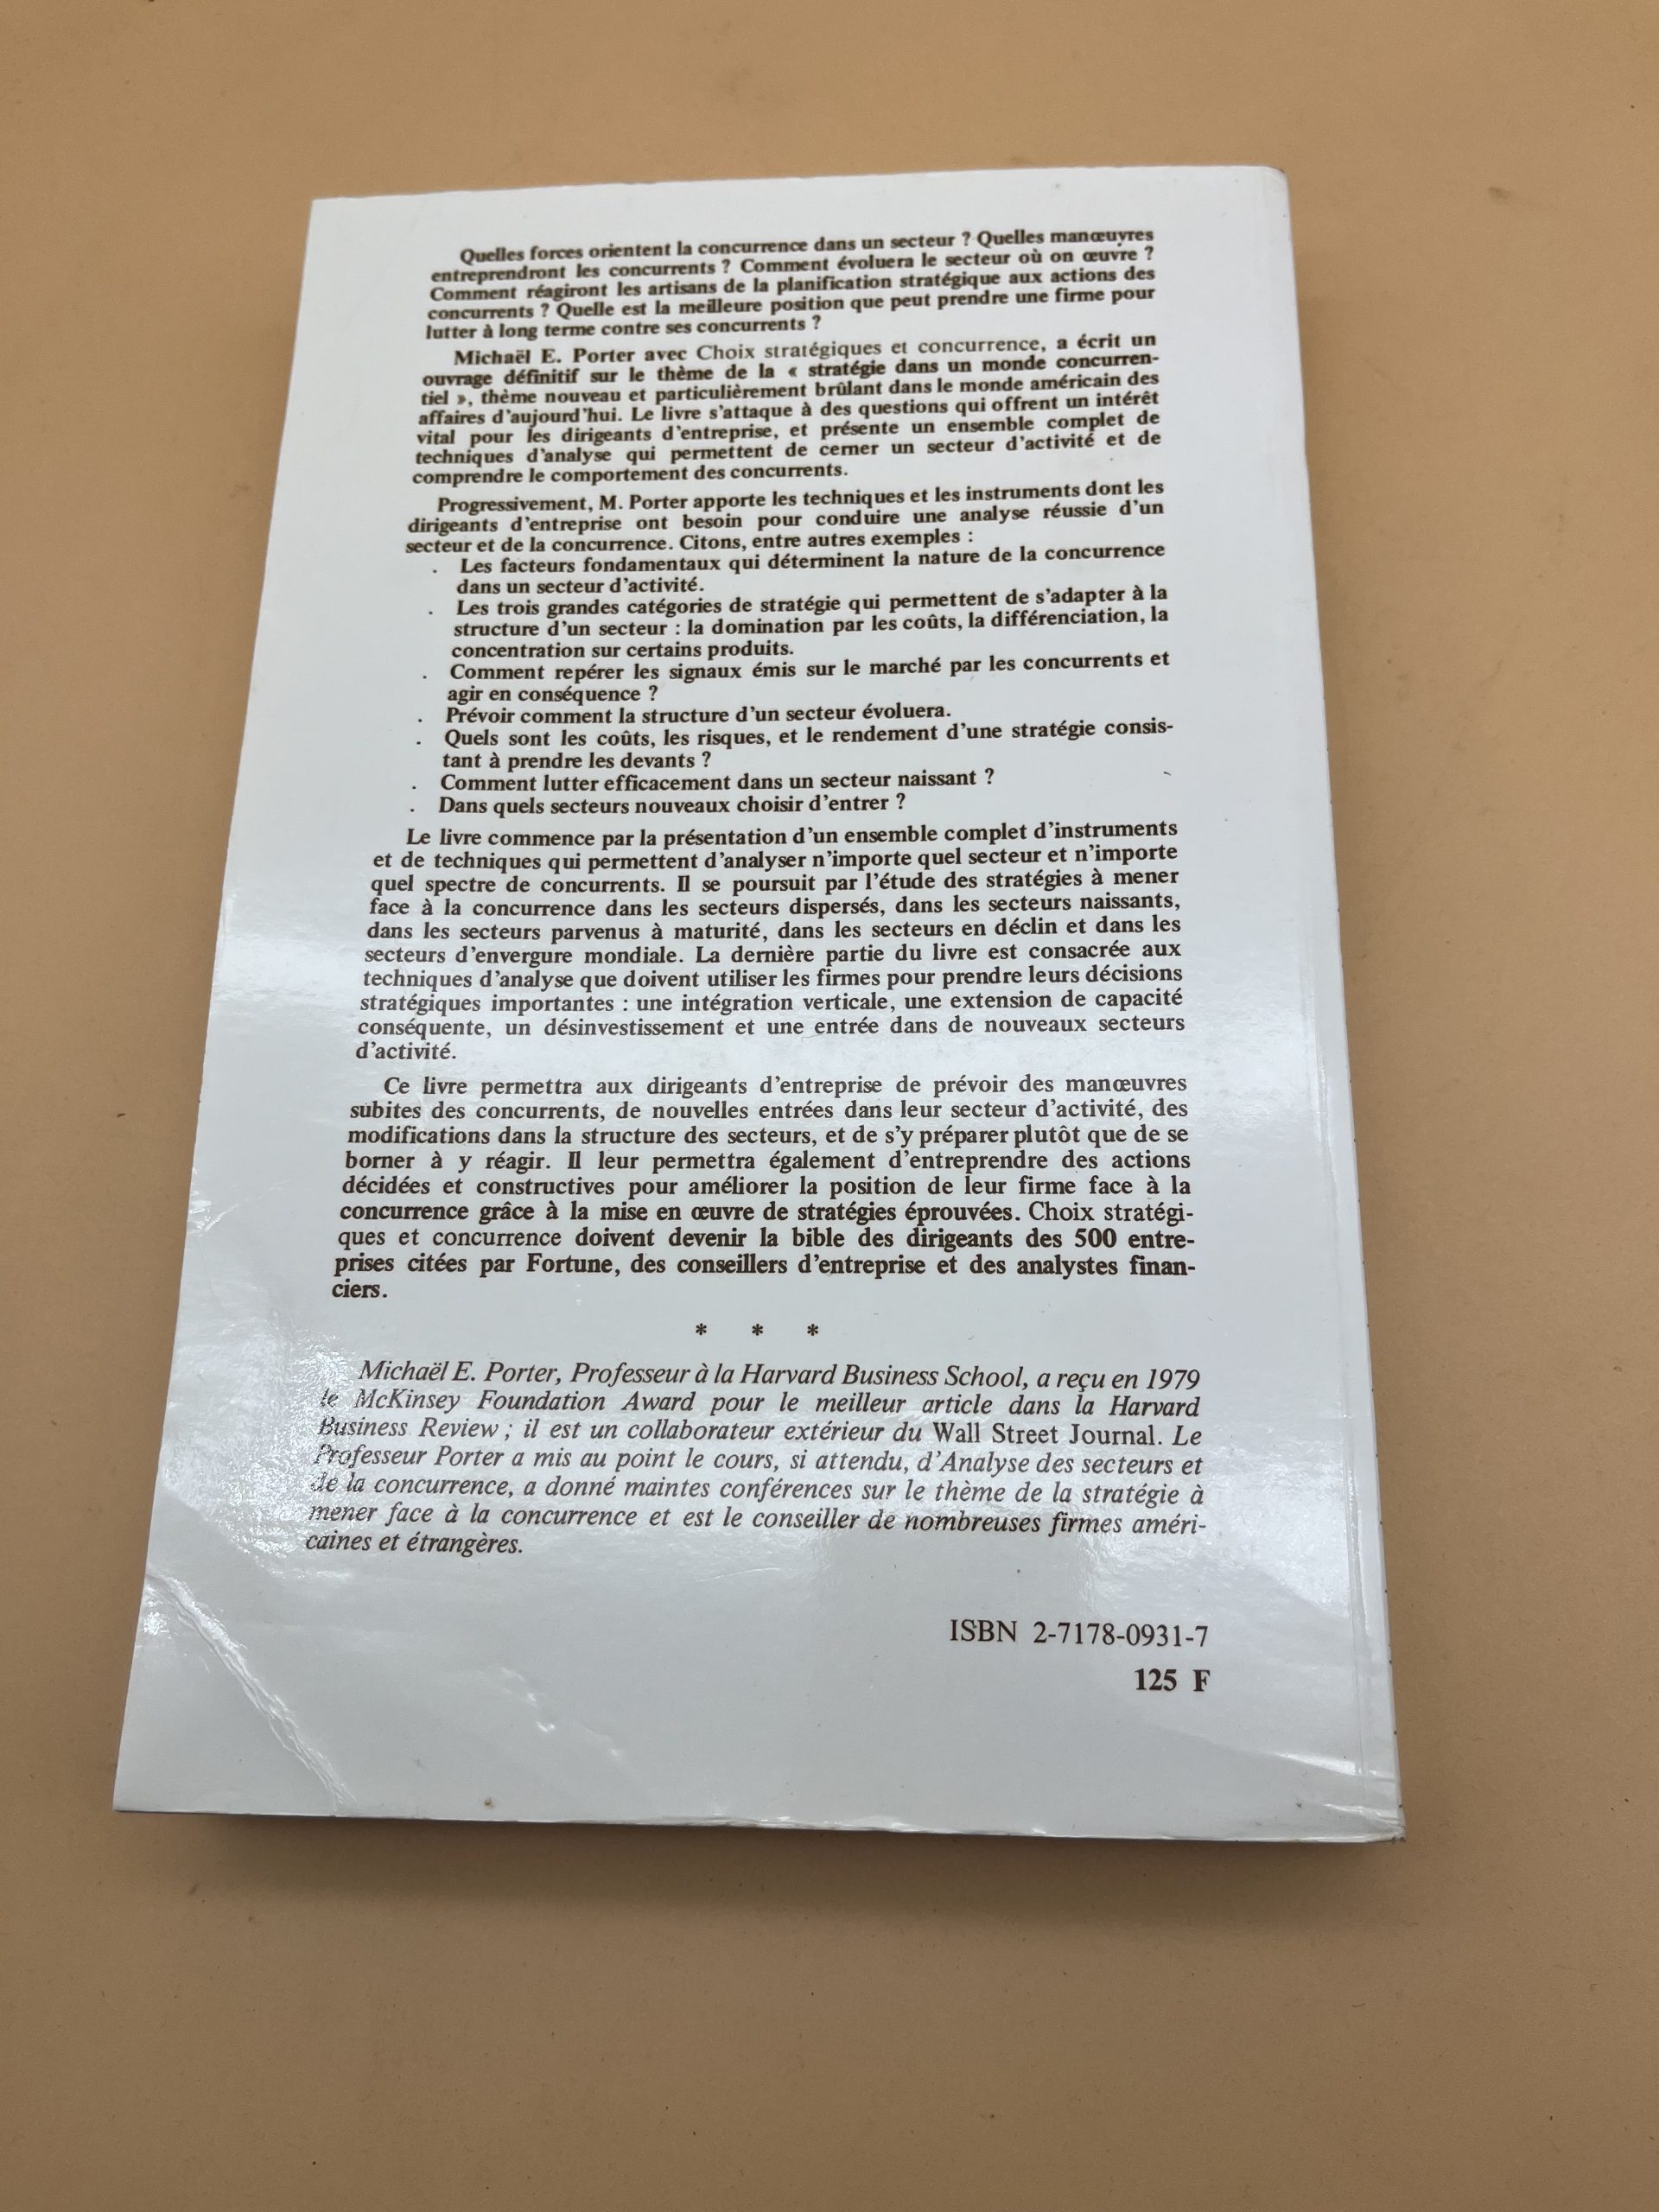 Quelles forces orientent la concurrence dans un secteur ? Quelles manœuvres
entreprendront les concurrents ? Comment évoluera le secteur où on œuvre ?
Comment réagiront les artisans de la planification stratégique aux actions des
concurrents ? Quelle est la meilleure position que peut prendre une firme pour
lutter à long terme contre ses concurrents ?
Michaël E. Porter avec Choix stratégiques et concurrence, a écrit un
ouvrage définitif sur le thème de la « stratégie dans un monde concurren-
tiel », thème nouveau et particulièrement brûlant dans le monde américain des
affaires d'aujourd'hui. Le livre s'attaque à des questions qui offrent un intérêt
vital pour les dirigeants d'entreprise, et présente un ensemble complet de
techniques d'analyse qui permettent de cerner un secteur d'activité et de
comprendre le comportement des concurrents.
Progressivement, M. Porter apporte les techniques et les instruments dont les
dirigeants d'entreprise ont besoin pour conduire une analyse réussie d'un
secteur et de la concurrence. Citons, entre autres exemples :
. Les facteurs fondamentaux qui déterminent la nature de la concurrence
dans un secteur d'activité.
. Les trois grandes catégories de stratégie qui permettent de s'adapter à la
structure d'un secteur : la domination par les coûts, la différenciation, la
concentration sur certains produits.
. Comment repérer les signaux émis sur le marché par les concurrents et
agir en conséquence ?
. Prévoir comment la structure d'un secteur évoluera.
. Quels sont les coûts, les risques, et le rendement d'une stratégie consis-
tant à prendre les devants ?
. Comment lutter efficacement dans un secteur naissant ?
. Dans quels secteurs nouveaux choisir d'entrer ?
Le livre commence par la présentation d'un ensemble complet d'instruments
et de techniques qui permettent d'analyser n'importe quel secteur et n'importe
quel spectre de concurrents. Il se poursuit par l'étude des stratégies à mener
face à la concurrence dans les secteurs dispersés, dans les secteurs naissants,
dans les secteurs parvenus à maturité, dans les secteurs en déclin et dans les
secteurs d'envergure mondiale. La dernière partie du livre est consacrée aux
techniques d'analyse que doivent utiliser les firmes pour prendre leurs décisions
stratégiques importantes : une intégration verticale, une extension de capacité
conséquente, un désinvestissement et une entrée dans de nouveaux secteurs
d'activité.
Ce livre permettra aux dirigeants d'entreprise de prévoir des manœuvres
subites des concurrents, de nouvelles entrées dans leur secteur d'activité, des
modifications dans la structure des secteurs, et de s'y préparer plutôt que de se
borner à y réagir. Il leur permettra également d'entreprendre des actions
décidées et constructives pour améliorer la position de leur firme face à la
concurrence grâce à la mise en œuvre de stratégies éprouvées. Choix stratégi-
ques et concurrence doivent devenir la bible des dirigeants des 500 entre-
prises citées par Fortune, des conseillers d'entreprise et des analystes finan-
ciers.
* * *
Michaël E. Porter, Professeur à la Harvard Business School, a reçu en 1979
le McKinsey Foundation Award pour le meilleur article dans la Harvard
Business Review ; il est un collaborateur extérieur du Wall Street Journal. Le
Professeur Porter a mis au point le cours, si attendu, d'Analyse des secteurs et
de la concurrence, a donné maintes conférences sur le thème de la stratégie à
mener face à la concurrence et est le conseiller de nombreuses firmes améri-
caines et étrangères.
ISBN 2-7178-0931-7
125 F